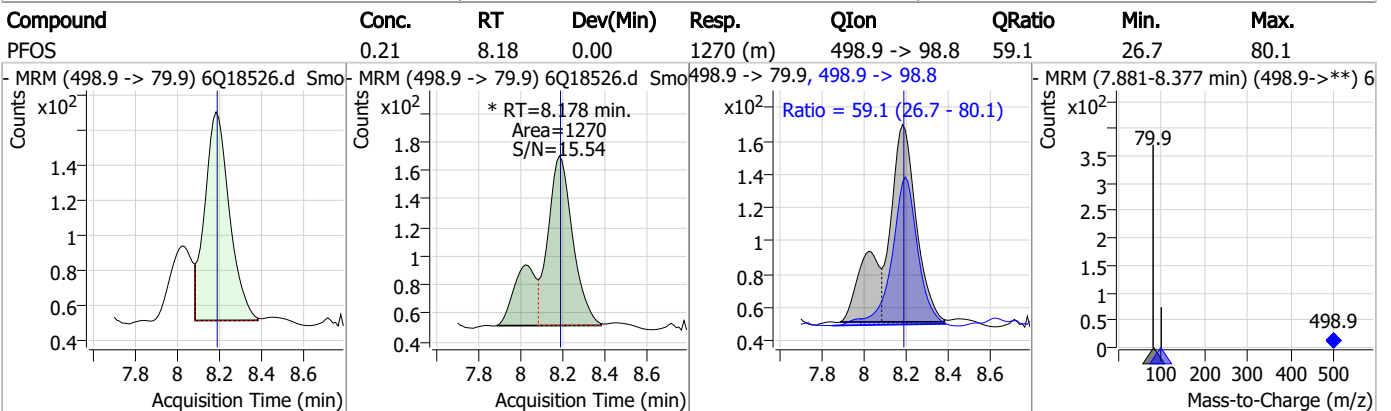 Compound Conc. RT Dev(Min) Resp. QIon QRatio Min. Max.
PFOS 0.21 8.18 0.00 1270 (m) 498.9 -> 98.8 59.1 26.7 80.1
- MRM (498.9 -> 79.9) 6Q18526.d Smo
Counts
x10²
1.4
1.2
1
0.8
0.6
0.4
7.8 8 8.2 8.4 8.6
Acquisition Time (min)
- MRM (498.9 -> 79.9) 6Q18526.d Smo
Counts
x10²
* RT=8.178 min.
Area=1270
S/N=15.54
1.8
1.6
1.4
1.2
1
0.8
0.6
0.4
7.8 8 8.2 8.4 8.6
Acquisition Time (min)
498.9 -> 79.9, 498.9 -> 98.8
Counts
x10²
Ratio = 59.1 (26.7 - 80.1)
1.6
1.4
1.2
1
0.8
0.6
0.4
7.8 8 8.2 8.4 8.6
Acquisition Time (min)
- MRM (7.881-8.377 min) (498.9->**) 6
Counts
x10²
79.9
3.5
3
2.5
2
1.5
1
0.5
0
498.9
100 200 300 400 500
Mass-to-Charge (m/z)